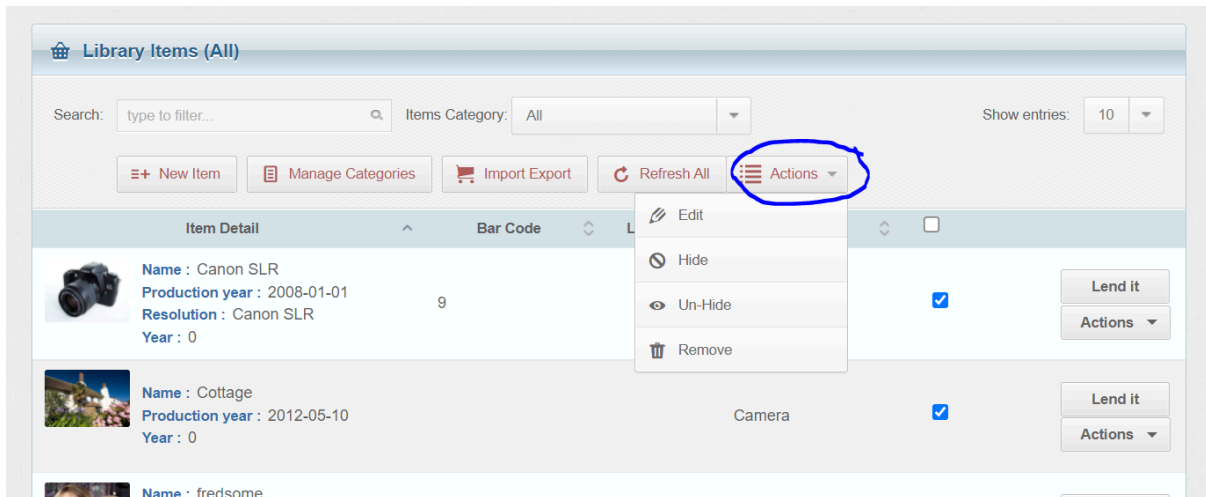 Library Items (All)
Search: type to filter... Items Category: All Show entries: 10
New Item Manage Categories Import Export Refresh All Actions
Edit
Hide
Un-Hide
Remove
Item Detail Bar Code L
Name : Canon SLR
Production year : 2008-01-01
Resolution : Canon SLR
Year : 0
9
Lend it
Actions
Name : Cottage
Production year : 2012-05-10
Year : 0
Camera
Lend it
Actions
Name : fredsome